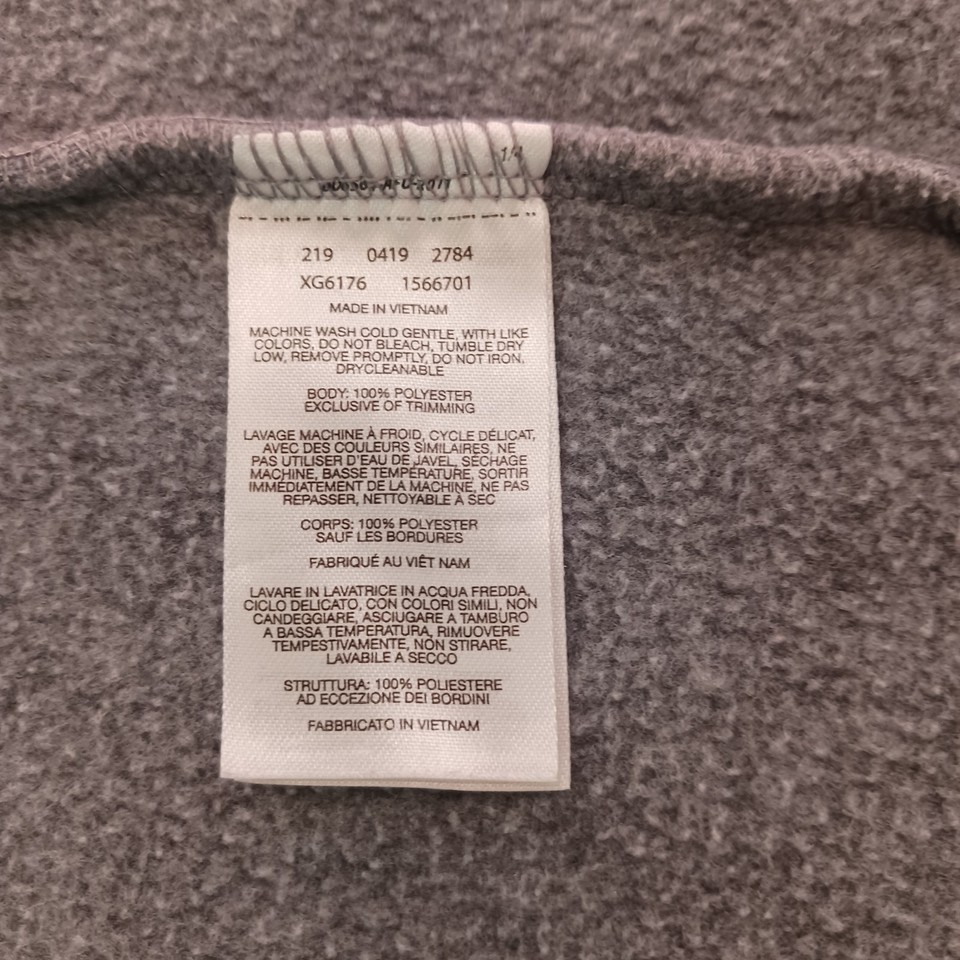 1/4
219 0419 2784
XG6176 1566701
MADE IN VIETNAM
MACHINE WASH COLD GENTLE, WITH LIKE
COLORS, DO NOT BLEACH, TUMBLE DRY
LOW, REMOVE PROMPTLY, DO NOT IRON.
DRYCLEANABLE
BODY: 100% POLYESTER
EXCLUSIVE OF TRIMMING
LAVAGE MACHINE À FROID, CYCLE DÉLICAT,
AVEC DES COULEURS SIMILAIRES, NE
PAS UTILISER D'EAU DE JAVEL, SÉCHAGE
MACHINE, BASSE TEMPÉRATURE, SORTIR
IMMÉDIATEMENT DE LA MACHINE, NE PAS
REPASSER, NETTOYABLE À SEC
CORPS: 100% POLYESTER
SAUF LES BORDURES
FABRIQUÉ AU VIÊT NAM
LAVARE IN LAVATRICE IN ACQUA FREDDA,
CICLO DELICATO, CON COLORI SIMILI, NON
CANDEGGIARE, ASCIUGARE A TAMBURO
A BASSA TEMPERATURA, RIMUOVERE
TEMPESTIVAMENTE, NON STIRARE,
LAVABILE A SECCO
STRUTTURA: 100% POLIESTERE
AD ECCEZIONE DEI BORDINI
FABBRICATO IN VIETNAM